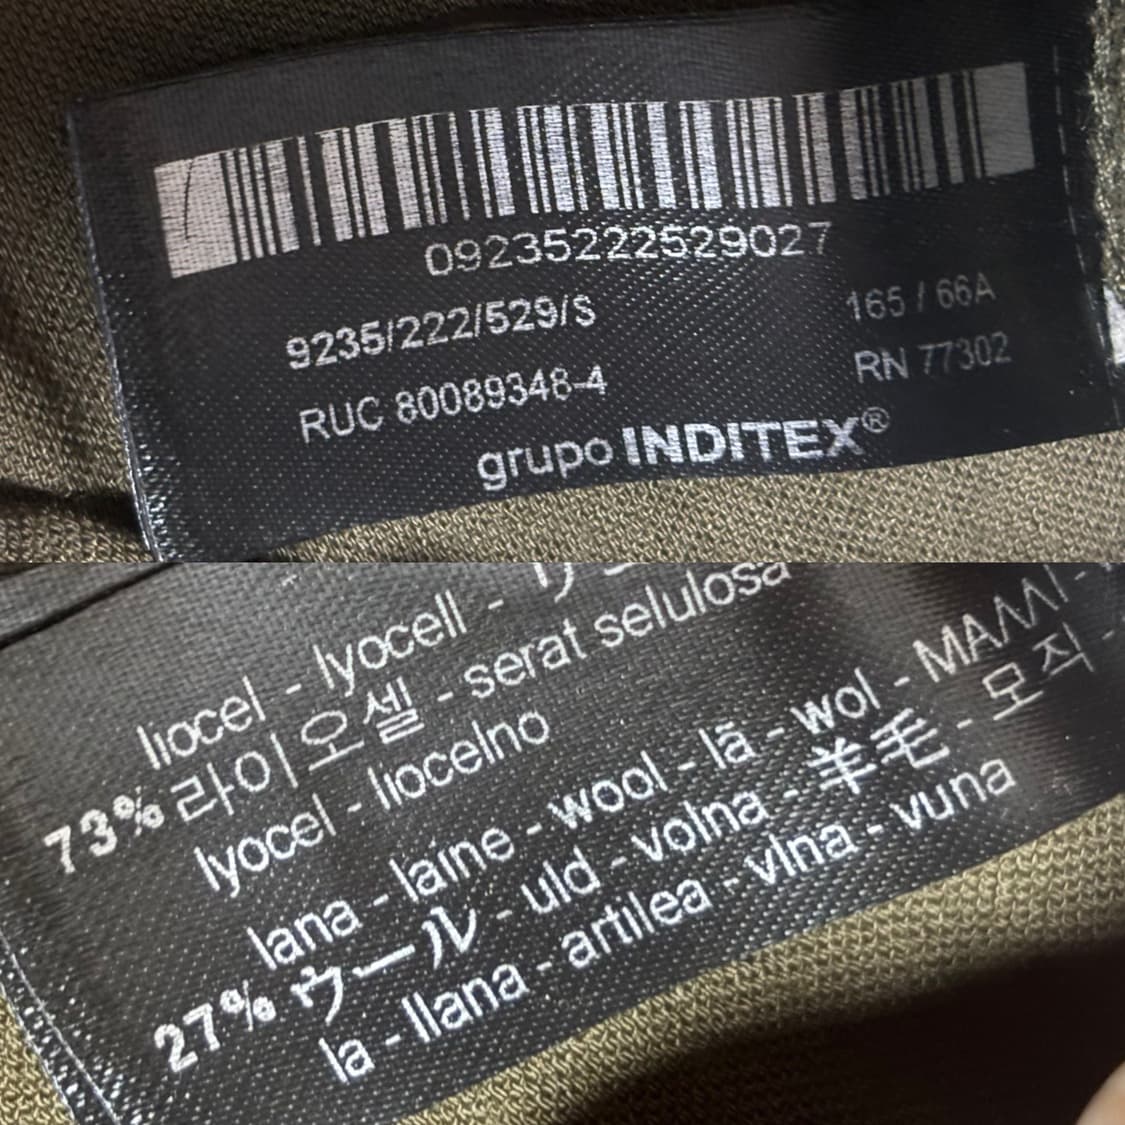 09235222529027
9235/222/529/S
165 / 66A
RUC 80089348-4
RN 77302
grupo INDITEX®
liocel - lyocell -
73% 라이오셀 - serat selulosa
lyocel - liocelno
lana - laine - wool - lã - wol - ΜΑΛΛΙ -
27% ウール - uld - volna - 羊毛 - 모직 -
la - llana - artilea - vlna - vuna